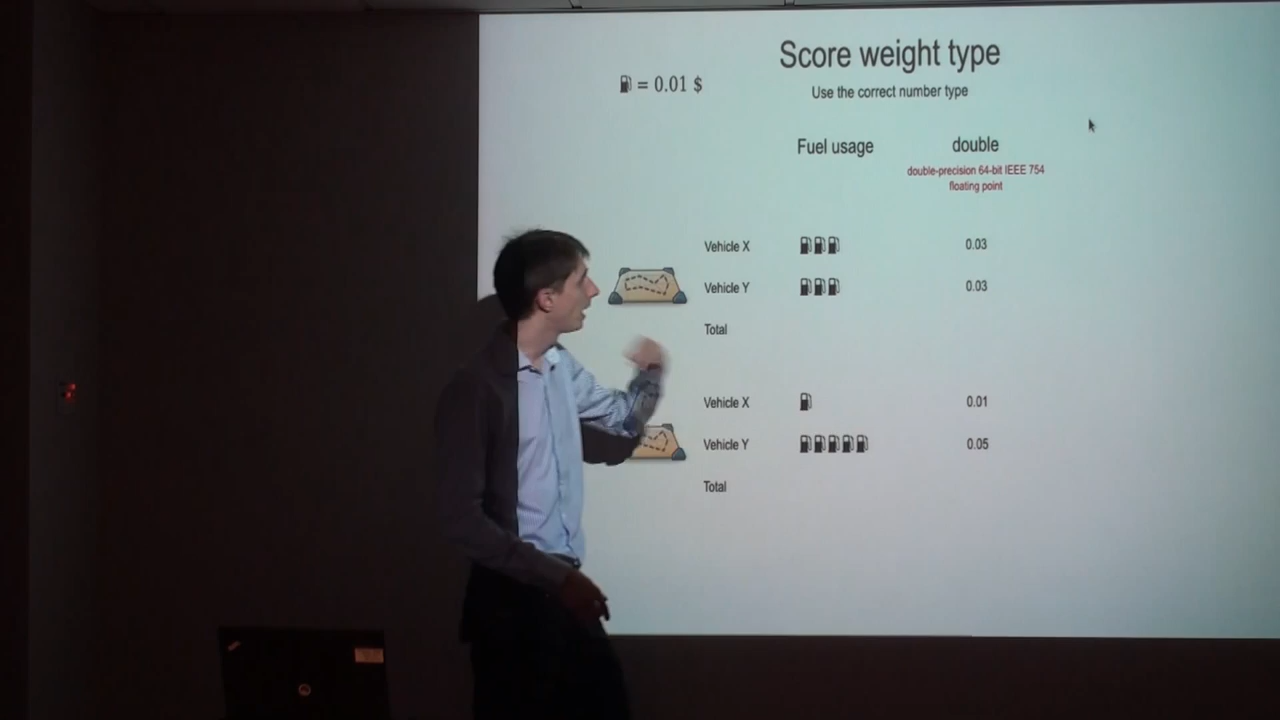 Score weight type
= 0.01 $
Use the correct number type
Fuel usage double
double-precision 64-bit IEEE 754
floating point
Vehicle X 0.03
Vehicle Y 0.03
Total
Vehicle X 0.01
Vehicle Y 0.05
Total